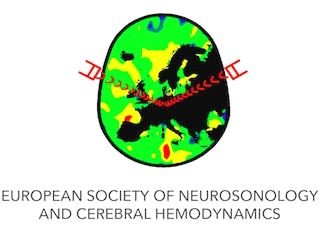 EUROPEAN SOCIETY OF NEUROSONOLOGY
AND CEREBRAL HEMODYNAMICS